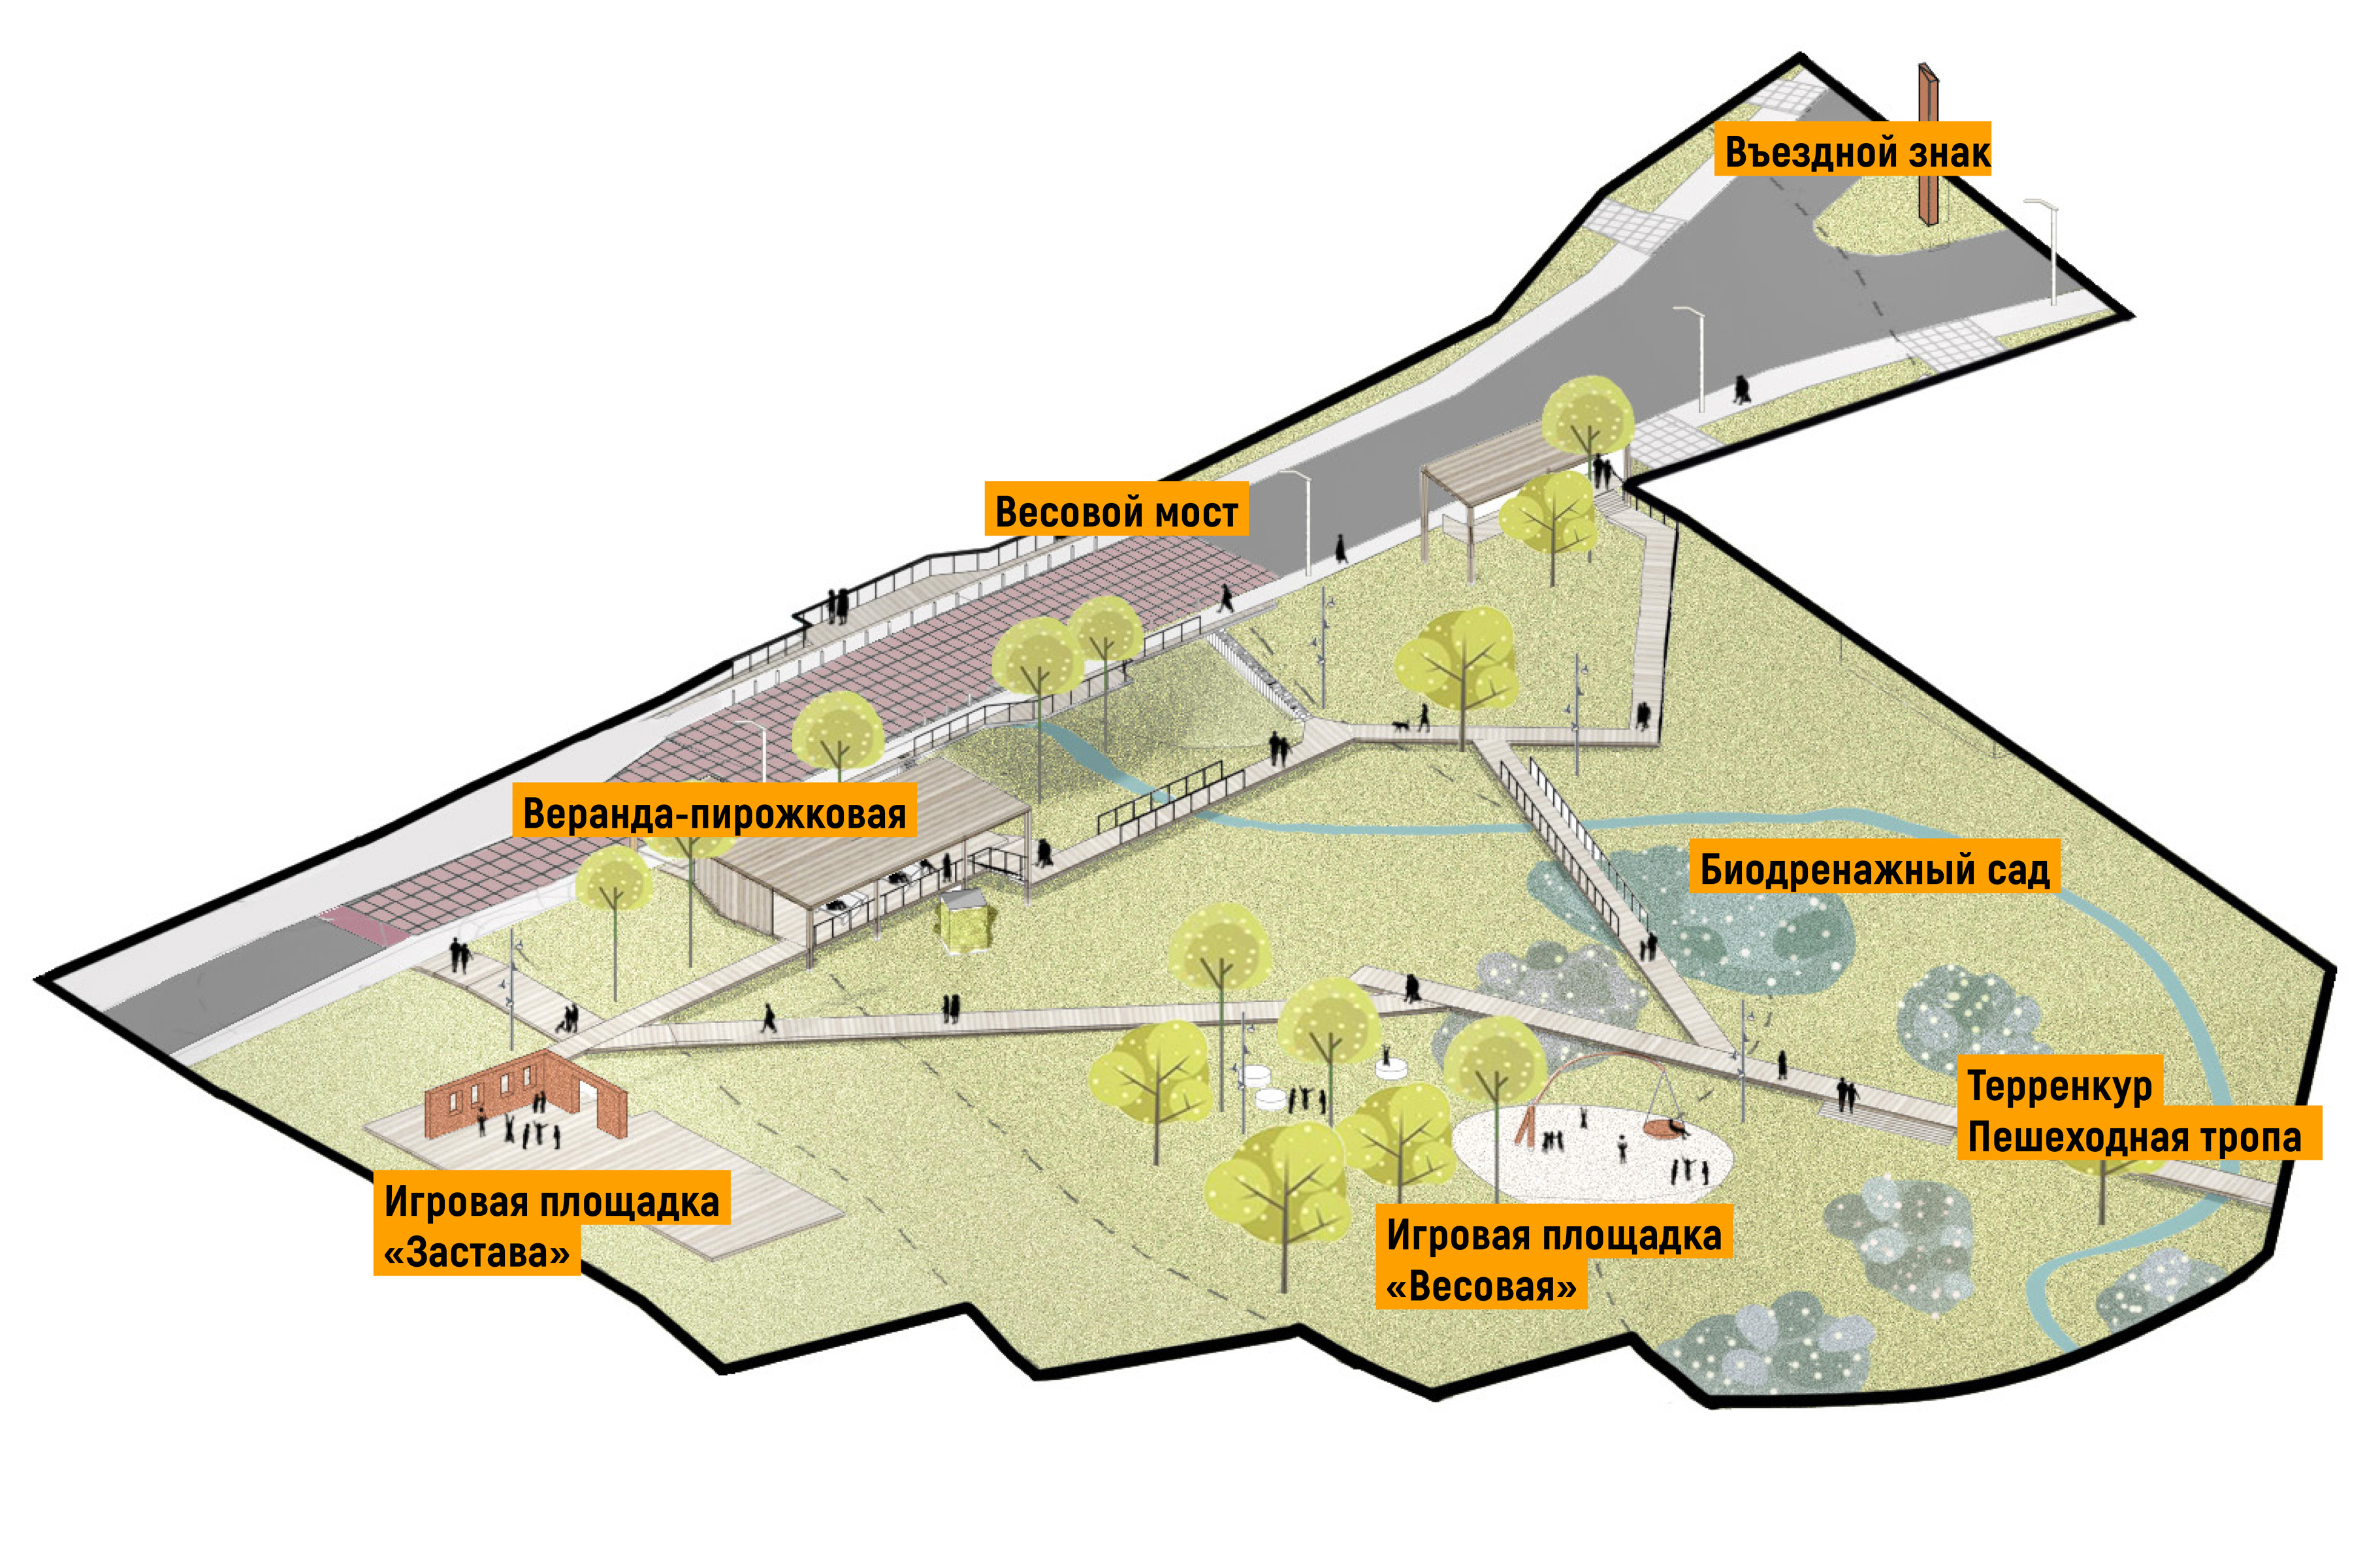 Въездной знак
Весовой мост
Веранда-пирожковая
Биодренажный сад
Терренкур
Пешеходная тропа
Игровая площадка
«Застава»
Игровая площадка
«Весовая»